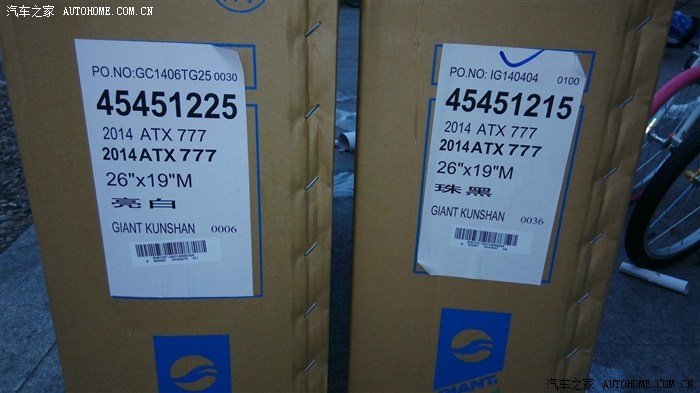 汽车之家 AUTOHOME.COM.CN
PO.NO:GC1406TG25 0030
45451225
2014 ATX 777
2014 ATX 777
26"x19"M
亮白
GIANT KUNSHAN 0006
PO.NO: IG140404 0100
45451215
2014 ATX 777
2014 ATX 777
26"x19"M
珠黑
GIANT KUNSHAN 0036
GIANT
汽车之家 AUTOHOME.COM.CN